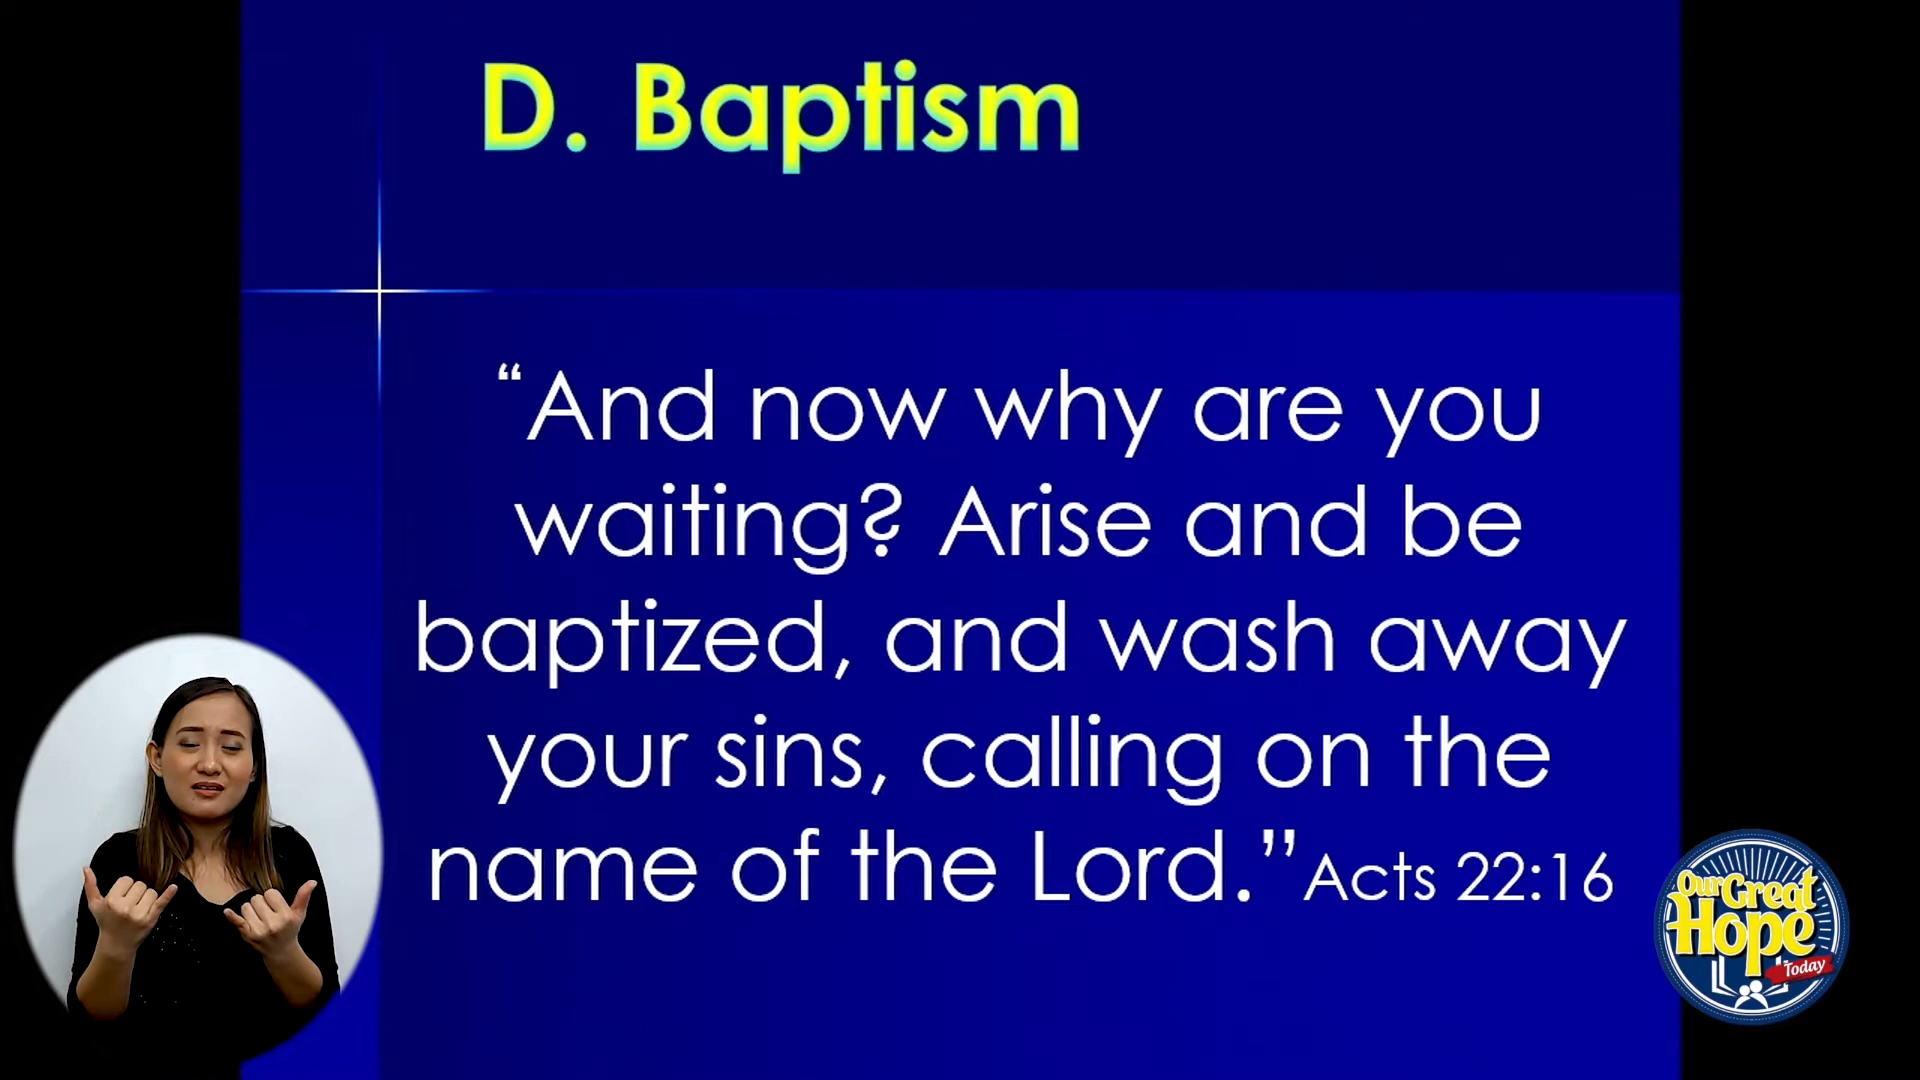 D. Baptism
“And now why are you
waiting? Arise and be
baptized, and wash away
your sins, calling on the
name of the Lord.” Acts 22:16
Our Great
Hope
Today